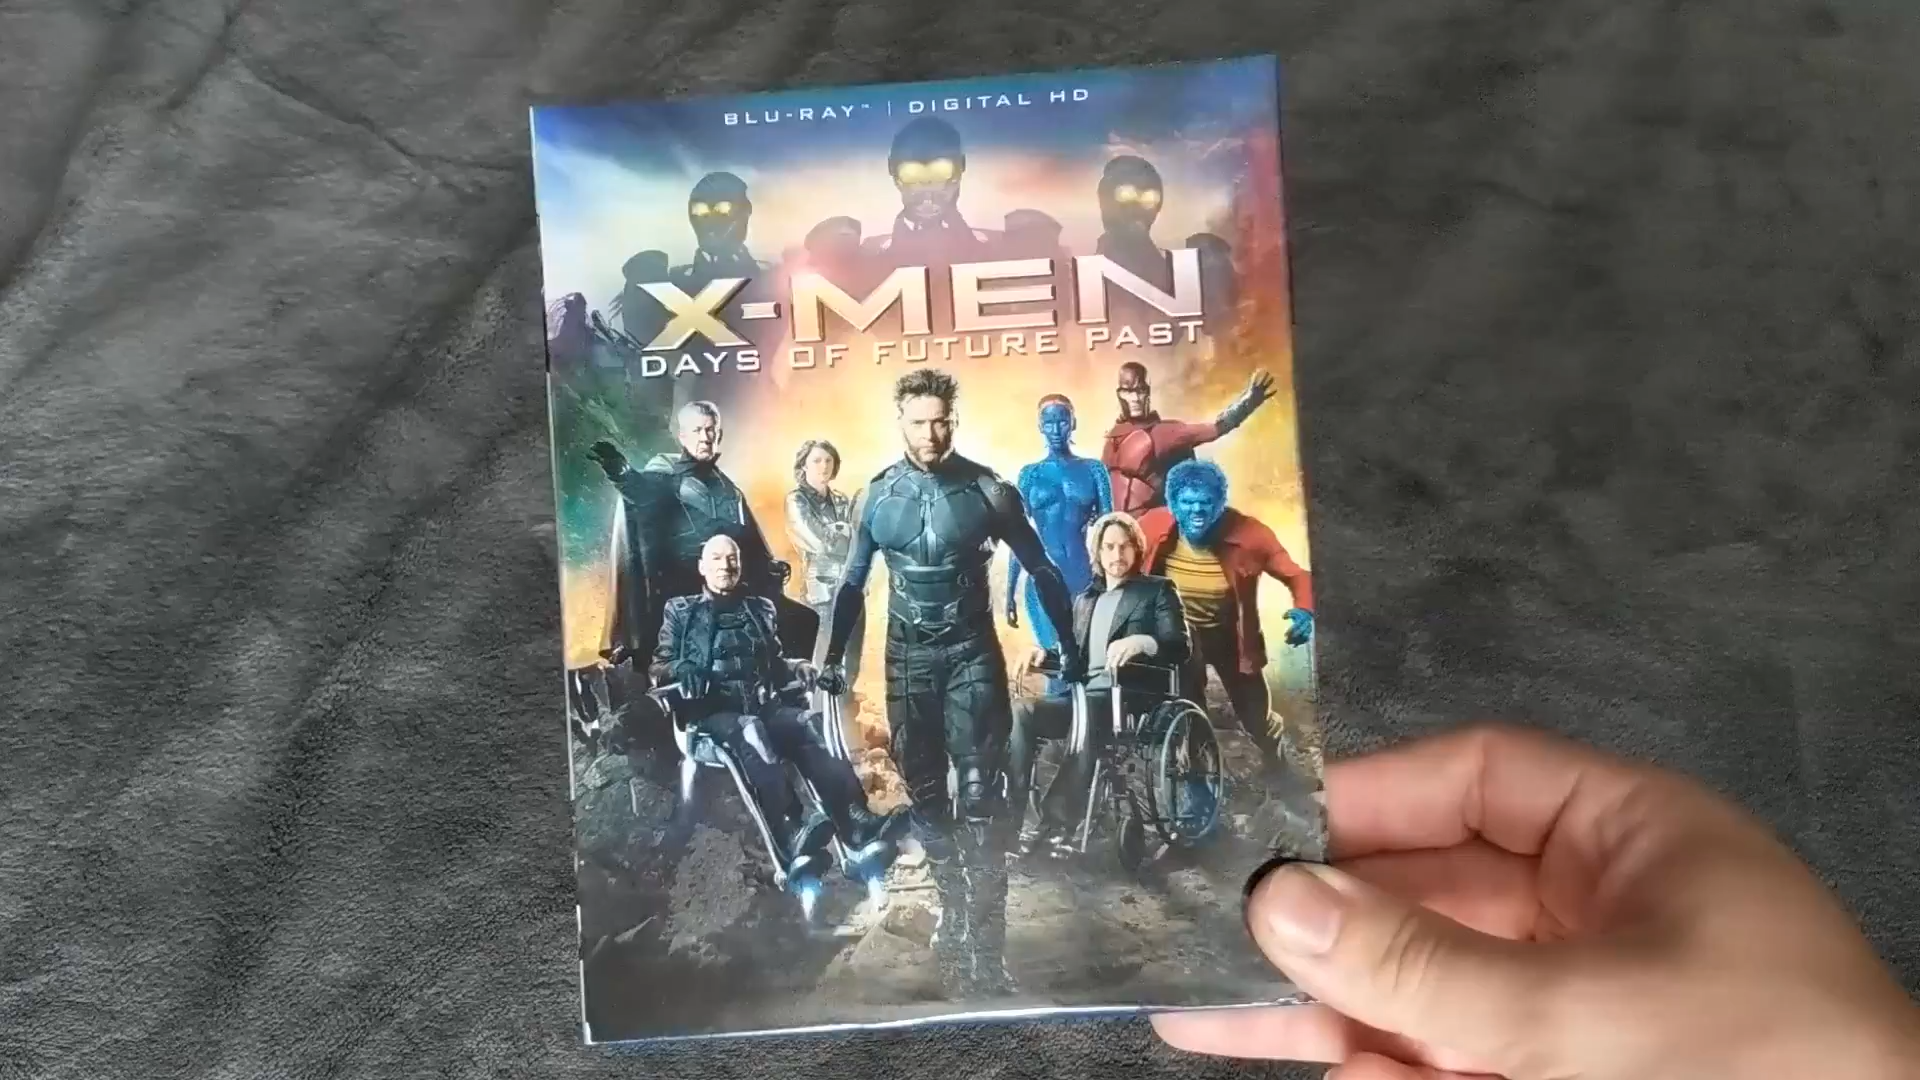 BLU-RAY™ | DIGITAL HD
X-MEN
DAYS OF FUTURE PAST